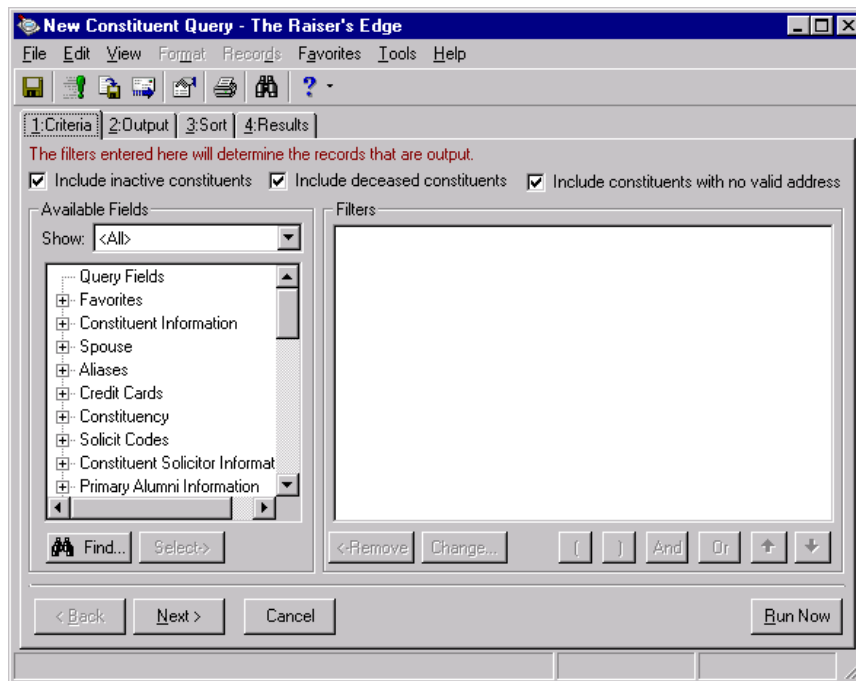 New Constituent Query - The Raiser's Edge
File Edit View Format Records Favorites Tools Help
?
1:Criteria 2:Output 3:Sort 4:Results
The filters entered here will determine the records that are output.
Include inactive constituents Include deceased constituents Include constituents with no valid address
Available Fields
Show: <All>
Query Fields
Favorites
Constituent Information
Spouse
Aliases
Credit Cards
Constituency
Solicit Codes
Constituent Solicitor Informat
Primary Alumni Information
Find... Select->
Filters
<-Remove Change... ( ) And Or
< Back Next > Cancel Run Now